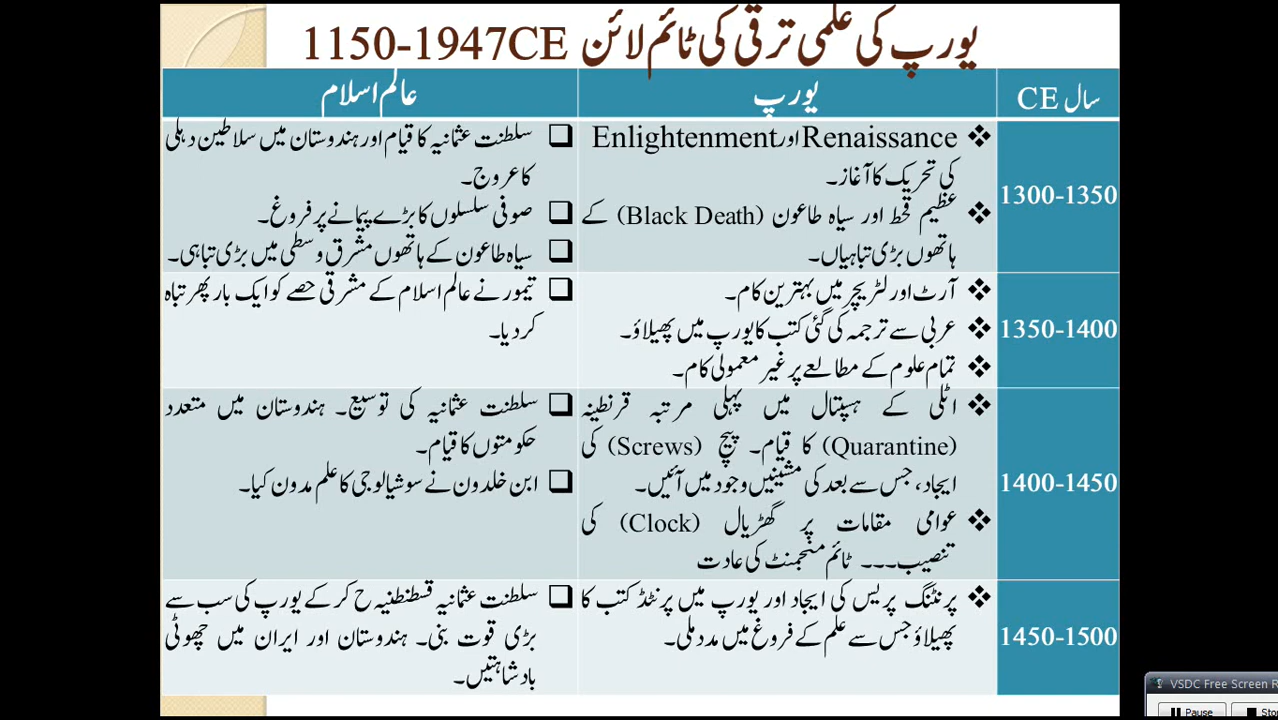 یورپ کی علمی ترقی کی ٹائم لائن 1150-1947CE
سال CE
یورپ
عالم اسلام
1300-1350
❖ Renaissance اور Enlightenment
کی تحریک کا آغاز۔
❖ عظیم قحط اور سیاہ طاعون (Black Death) کے
ہاتھوں بڑی تباہیاں۔
❑ سلطنت عثمانیہ کا قیام اور ہندوستان میں سلاطین دہلی
کا عروج۔
❑ صوفی سلسلوں کا بڑے پیمانے پر فروغ۔
❑ سیاہ طاعون کے ہاتھوں مشرق وسطی میں بڑی تباہی۔
1350-1400
❖ آرٹ اور لٹریچر میں بہترین کام۔
❖ عربی سے ترجمہ کی گئی کتب کا یورپ میں پھیلاؤ۔
❖ تمام علوم کے مطالعے پر غیر معمولی کام۔
❑ تیمور نے عالم اسلام کے مشرقی حصے کو ایک بار پھر تباہ
کر دیا۔
1400-1450
❖ اٹلی کے ہسپتال میں پہلی مرتبہ قرنطینہ
(Quarantine) کا قیام۔ پیچ (Screws) کی
ایجاد، جس سے بعد کی مشینیں وجود میں آئیں۔
❖ عوامی مقامات پر گھڑیال (Clock) کی
تنصیب۔۔۔ ٹائم منجمنٹ کی عادت
❑ سلطنت عثمانیہ کی توسیع۔ ہندوستان میں متعدد
حکومتوں کا قیام۔
❑ ابن خلدون نے سوشیالوجی کا علم مدون کیا۔
1450-1500
❖ پرنٹنگ پریس کی ایجاد اور یورپ میں پرنٹڈ کتب کا
پھیلاؤ جس سے علم کے فروغ میں مدد ملی۔
❑ سلطنت عثمانیہ قسطنطنیہ ح کر کے یورپ کی سب سے
بڑی قوت بنی۔ ہندوستان اور ایران میں چھوٹی
بادشاہتیں۔
VSDC Free Screen R
Pause
Sto